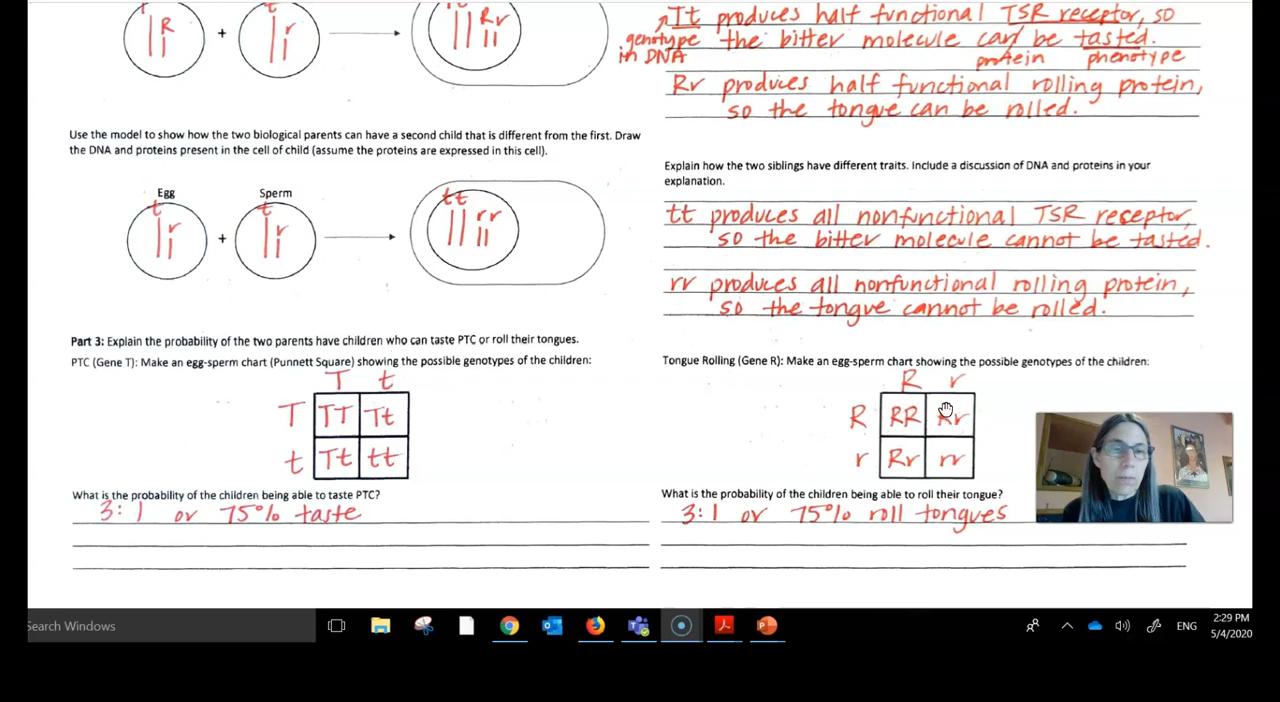 T
R
+
t
r
Tt
Rr
Tt produces half functional TSR receptor, so
genotype the bitter molecule can be tasted.
in DNA protein phenotype
Rr produces half functional rolling protein,
so the tongue can be rolled.
Use the model to show how the two biological parents can have a second child that is different from the first. Draw
the DNA and proteins present in the cell of child (assume the proteins are expressed in this cell).
Egg Sperm
t
r
+
t
r
tt
rr
Explain how the two siblings have different traits. Include a discussion of DNA and proteins in your
explanation.
tt produces all nonfunctional TSR receptor,
so the bitter molecule cannot be tasted.
rr produces all nonfunctional rolling protein,
so the tongue cannot be rolled.
Part 3: Explain the probability of the two parents have children who can taste PTC or roll their tongues.
PTC (Gene T): Make an egg-sperm chart (Punnett Square) showing the possible genotypes of the children:
T t
T TT Tt
t Tt tt
What is the probability of the children being able to taste PTC?
3:1 or 75% taste
Tongue Rolling (Gene R): Make an egg-sperm chart showing the possible genotypes of the children:
R r
R RR Rr
r Rr rr
What is the probability of the children being able to roll their tongue?
3:1 or 75% roll tongues
Search Windows
ENG
2:29 PM
5/4/2020